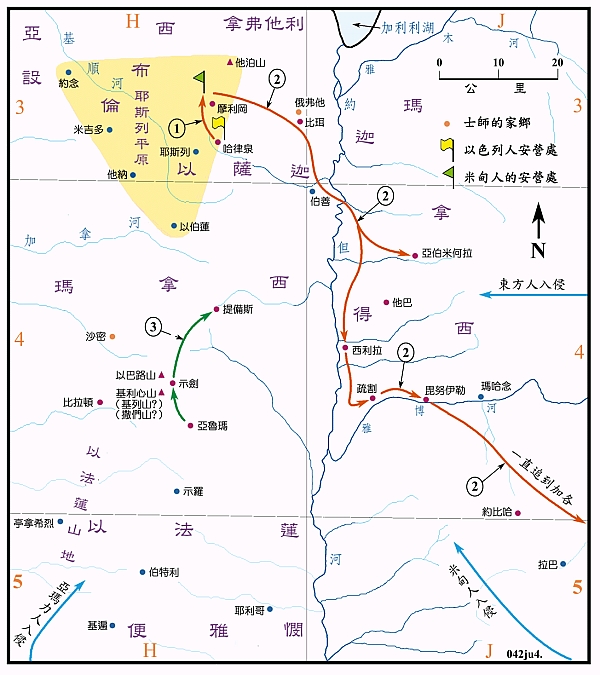 H
J
西
拿弗他利
亞設
基順河
加利利湖
木
河
雅
0
10
20
公里
他泊山
約念
布倫
耶斯列平原
2
俄弗他
摩利岡
比珥
約
瑪迦
士師的家鄉
以色列人安營處
米甸人的安營處
3
3
米吉多
1
耶斯列
哈律泉
他納
以薩迦
伯善
2
拿
以伯蓮
加拿河
但
亞伯米何拉
N
瑪拿西
東方人入侵
提備斯
得
他巴
西
3
沙密
4
4
西利拉
2
以巴路山
示劍
基利心山
(基列山?)
(撒們山?)
比拉頓
亞魯瑪
疏割
毘努伊勒
瑪哈念
博
河
雅
以法蓮山地
一直追到加各
2
示羅
約比哈
亭拿希烈
以法蓮
河
拉巴
5
5
伯特利
亞瑪力人入侵
米甸人入侵
基遍
耶利哥
便雅憫
H
J
042ju4.